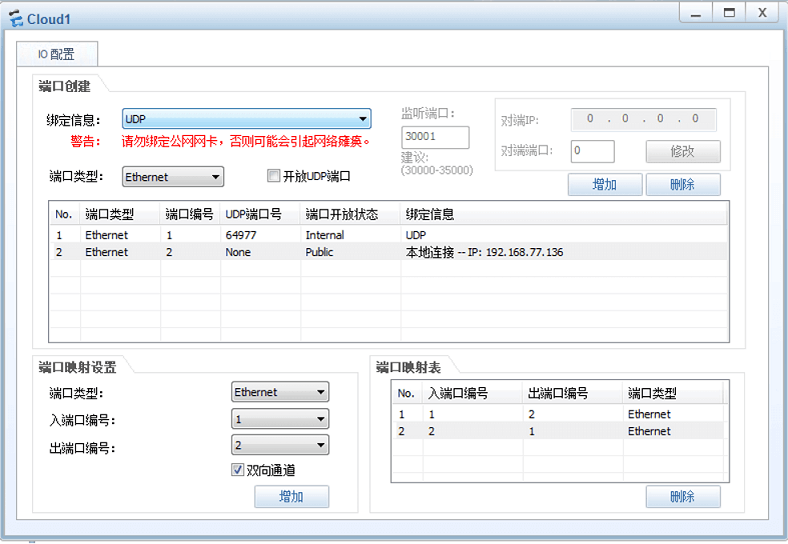 Cloud1
IO 配置
端口创建
绑定信息: UDP
警告: 请勿绑定公网网卡，否则可能会引起网络瘫痪。
端口类型: Ethernet 开放UDP端口
监听端口:
30001
建议:
(30000-35000)
对端IP: 0 . 0 . 0 . 0
对端端口: 0 修改
增加 删除
No. 端口类型 端口编号 UDP端口号 端口开放状态 绑定信息
1 Ethernet 1 64977 Internal UDP
2 Ethernet 2 None Public 本地连接 -- IP: 192.168.77.136
端口映射设置
端口类型: Ethernet
入端口编号: 1
出端口编号: 2
双向通道
增加
端口映射表
No. 入端口编号 出端口编号 端口类型
1 1 2 Ethernet
2 2 1 Ethernet
删除